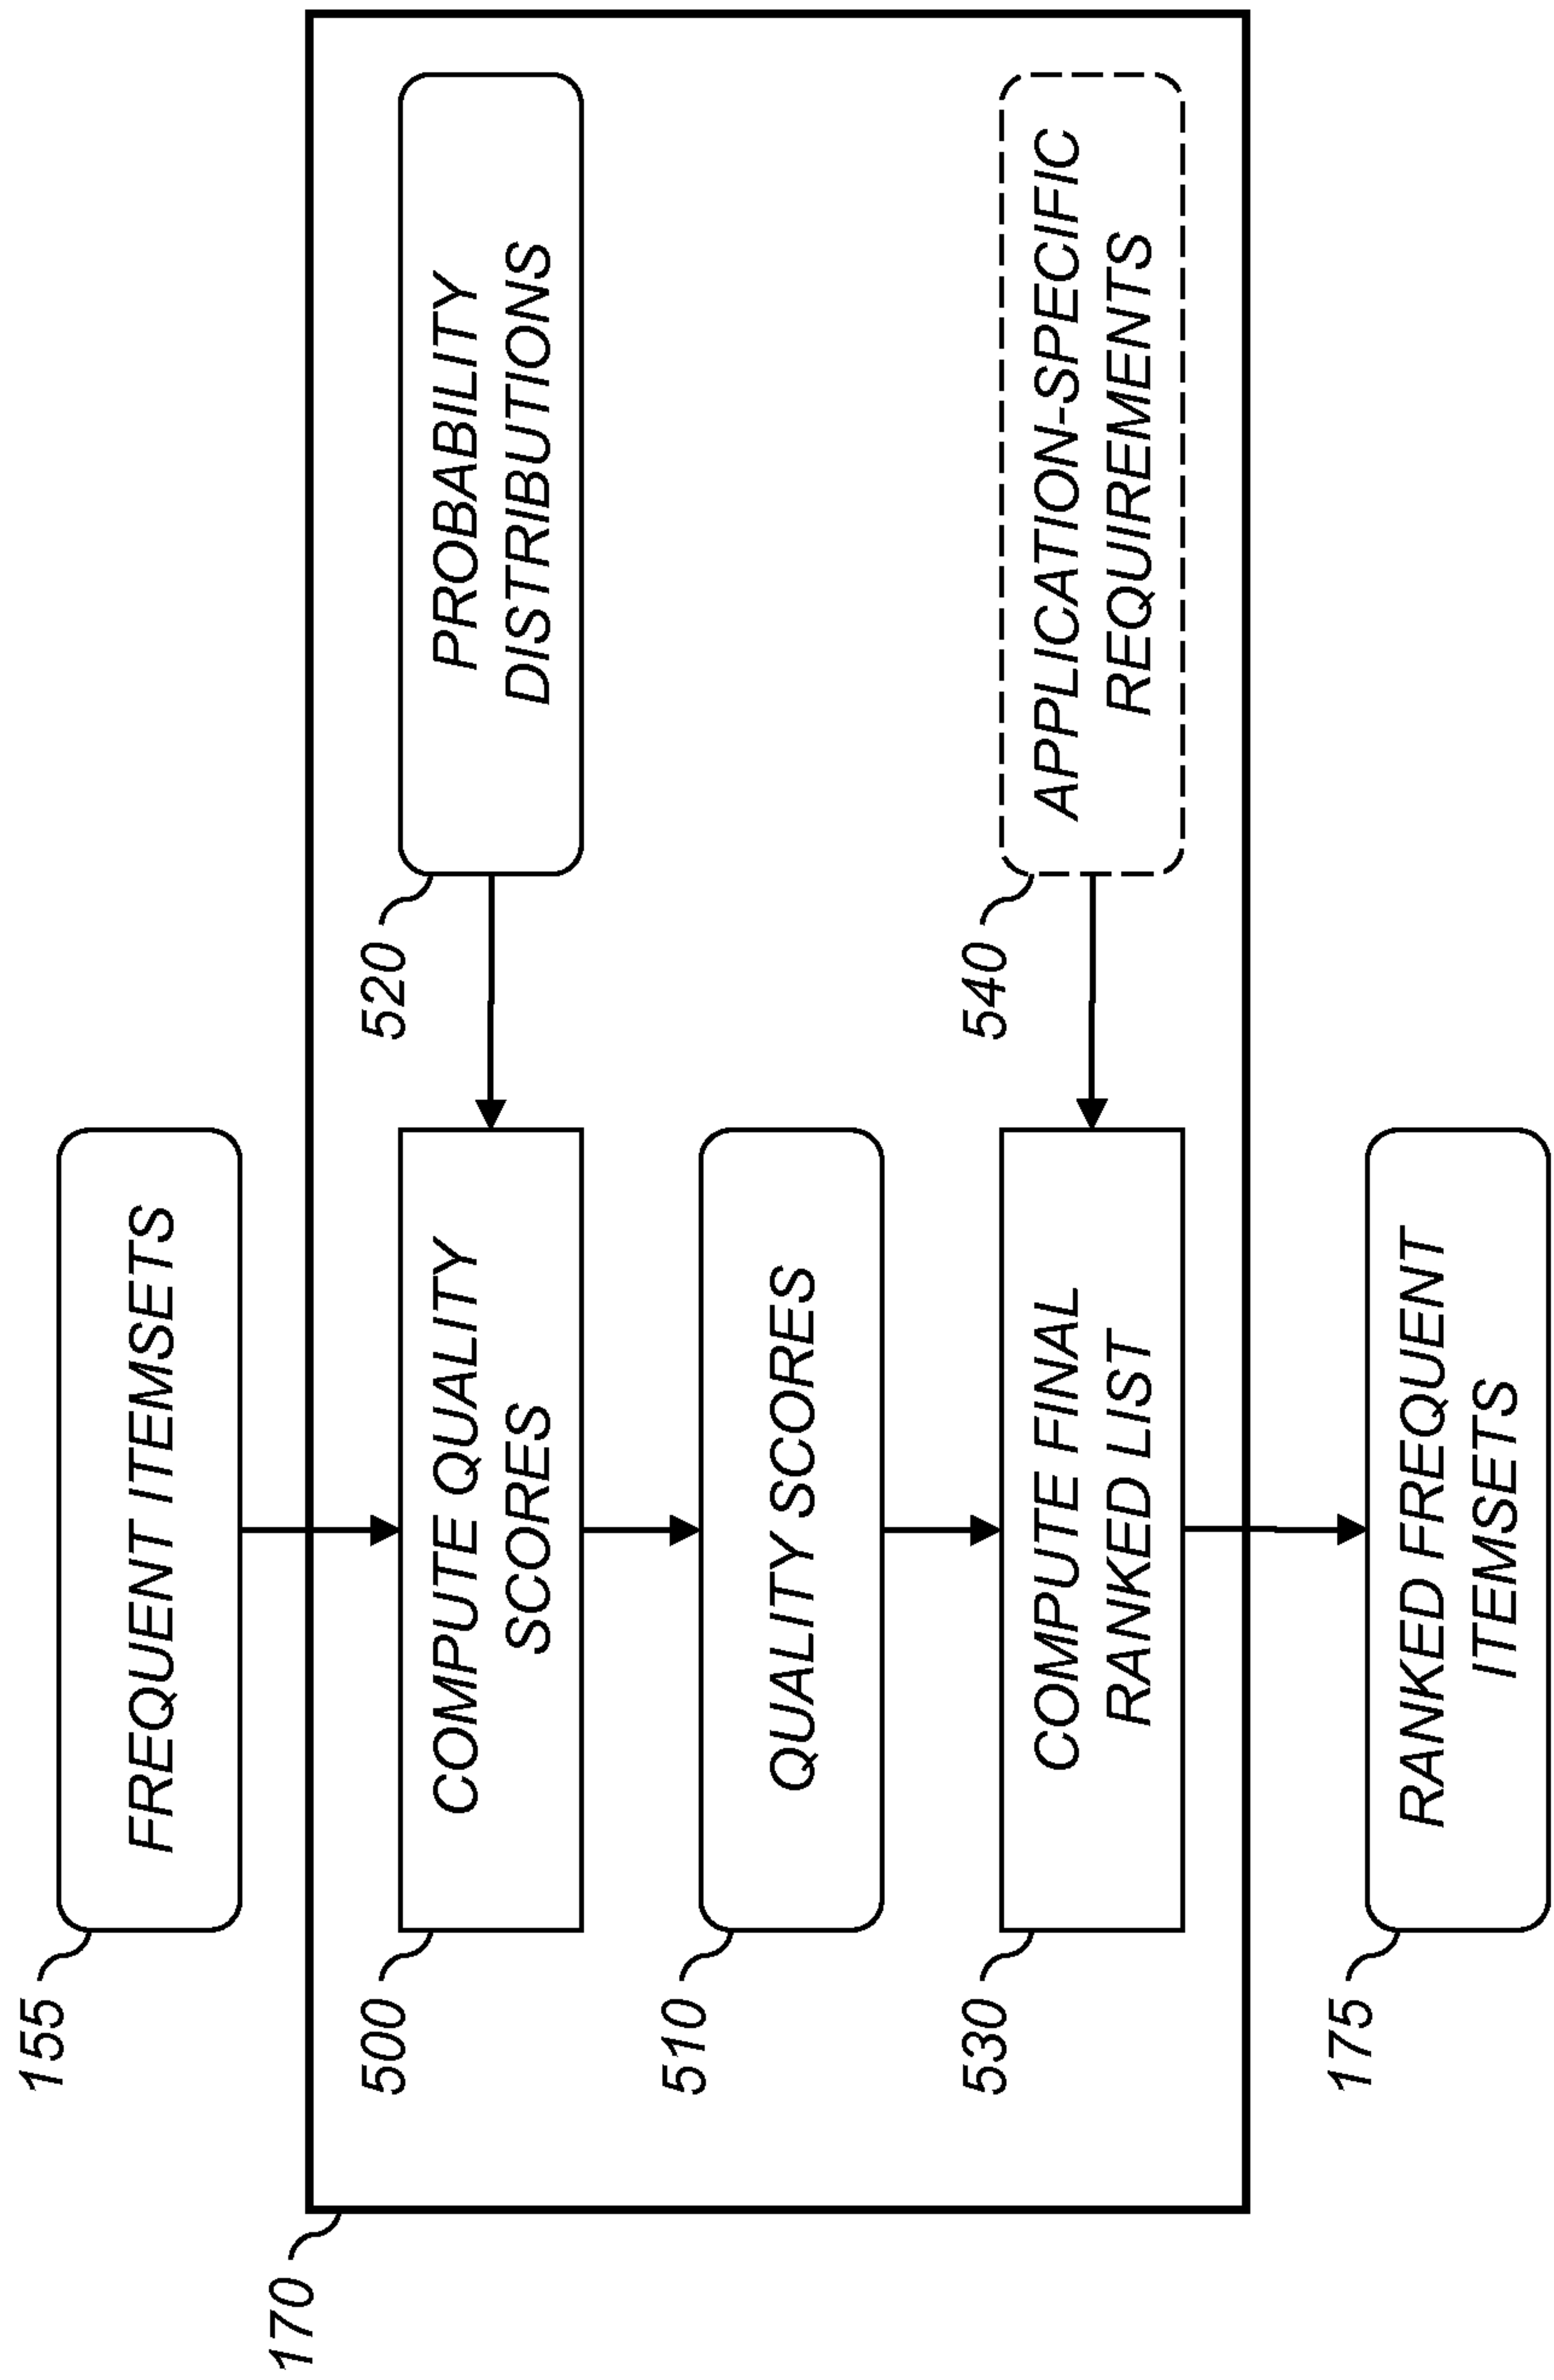 155
FREQUENT ITEMSETS
170
500
COMPUTE QUALITY
SCORES
520
PROBABILITY
DISTRIBUTIONS
510
QUALITY SCORES
530
COMPUTE FINAL
RANKED LIST
540
APPLICATION-SPECIFIC
REQUIREMENTS
175
RANKED FREQUENT
ITEMSETS